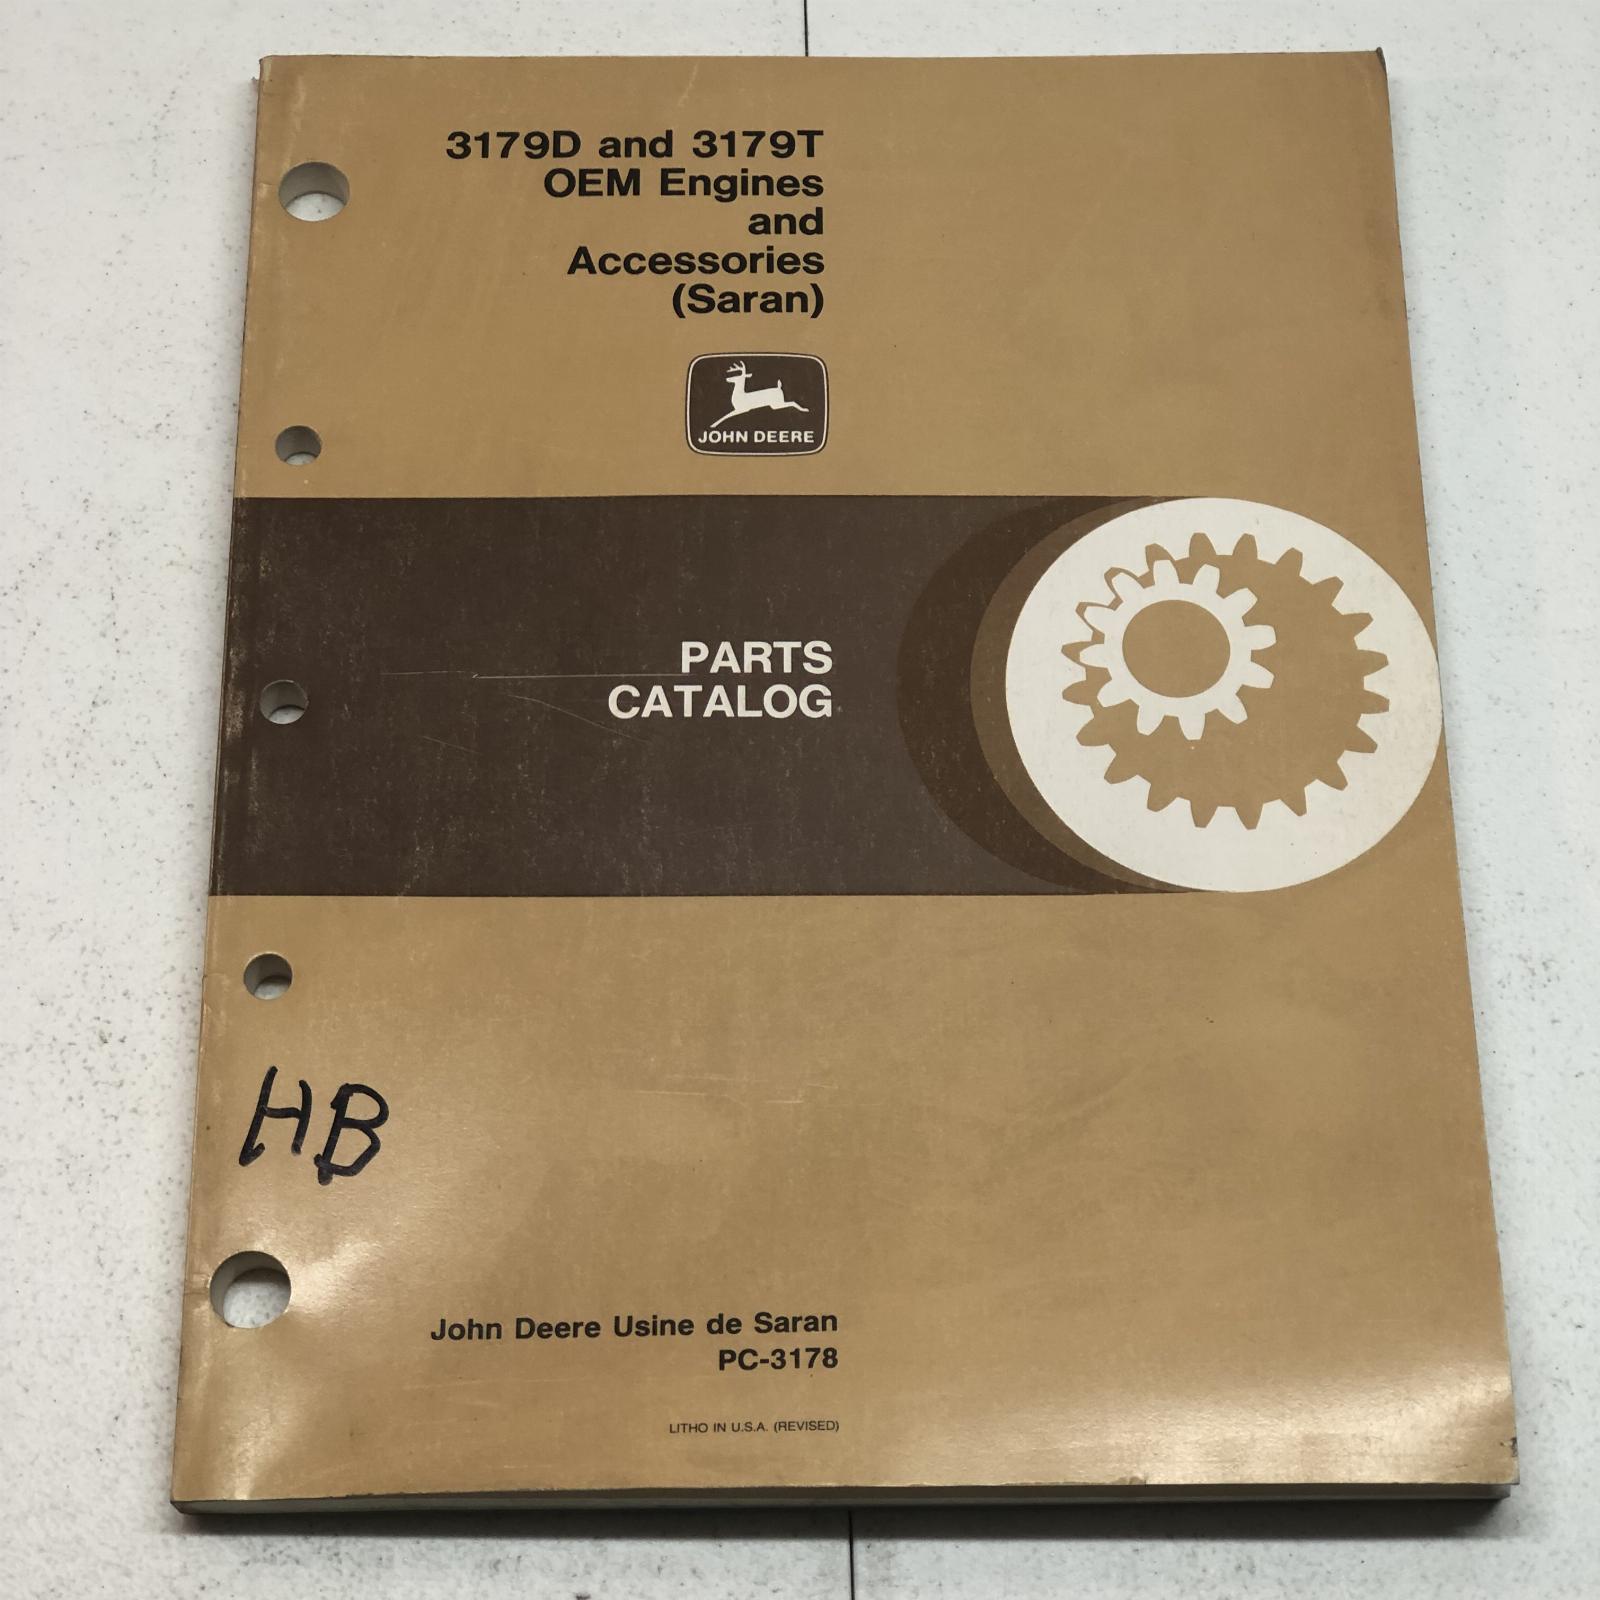 3179D and 3179T
OEM Engines
and
Accessories
(Saran)
JOHN DEERE
PARTS
CATALOG
HB
John Deere Usine de Saran
PC-3178
LITHO IN U.S.A. (REVISED)